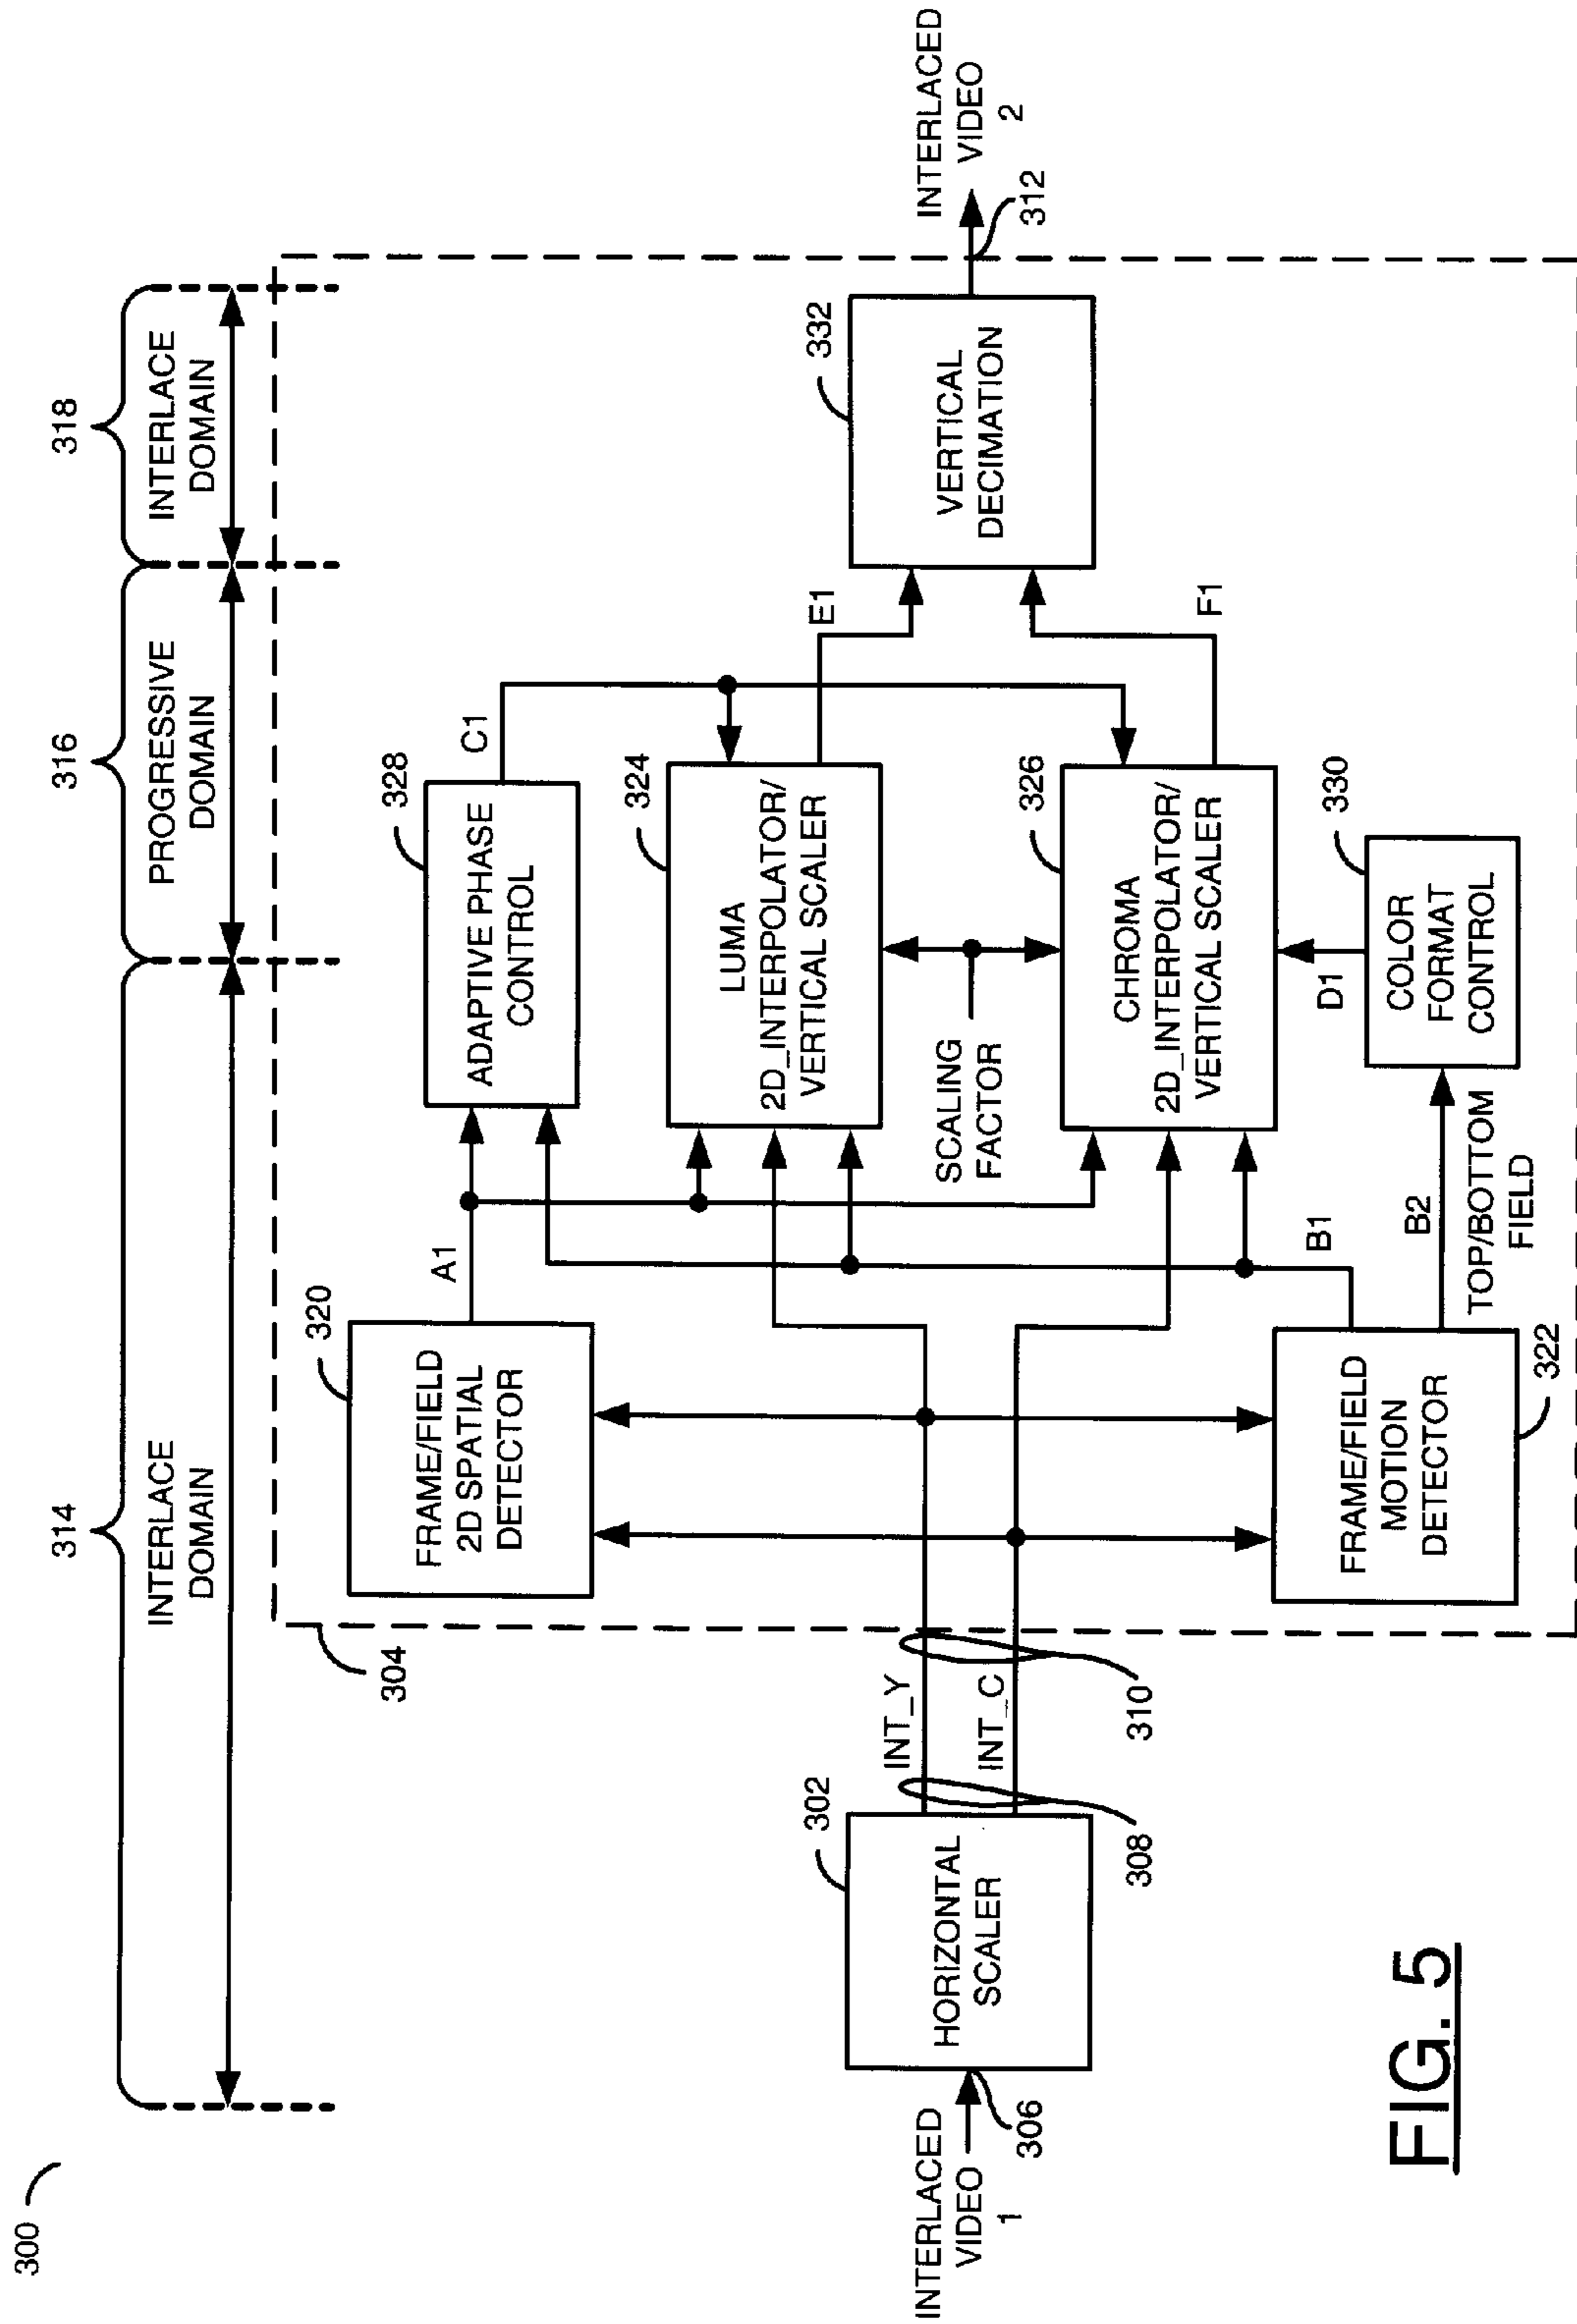 300
314
316
318
INTERLACE
DOMAIN
PROGRESSIVE
DOMAIN
INTERLACE
DOMAIN
304
INTERLACED
VIDEO
1
306
302
HORIZONTAL
SCALER
308
INT_Y
INT_C
310
320
FRAME/FIELD
2D SPATIAL
DETECTOR
A1
FRAME/FIELD
MOTION
DETECTOR
322
B1
B2
TOP/BOTTOM
FIELD
328
ADAPTIVE PHASE
CONTROL
C1
324
LUMA
2D_INTERPOLATOR/
VERTICAL SCALER
SCALING
FACTOR
326
CHROMA
2D_INTERPOLATOR/
VERTICAL SCALER
D1
330
COLOR
FORMAT
CONTROL
E1
F1
332
VERTICAL
DECIMATION
312
INTERLACED
VIDEO
2
FIG. 5